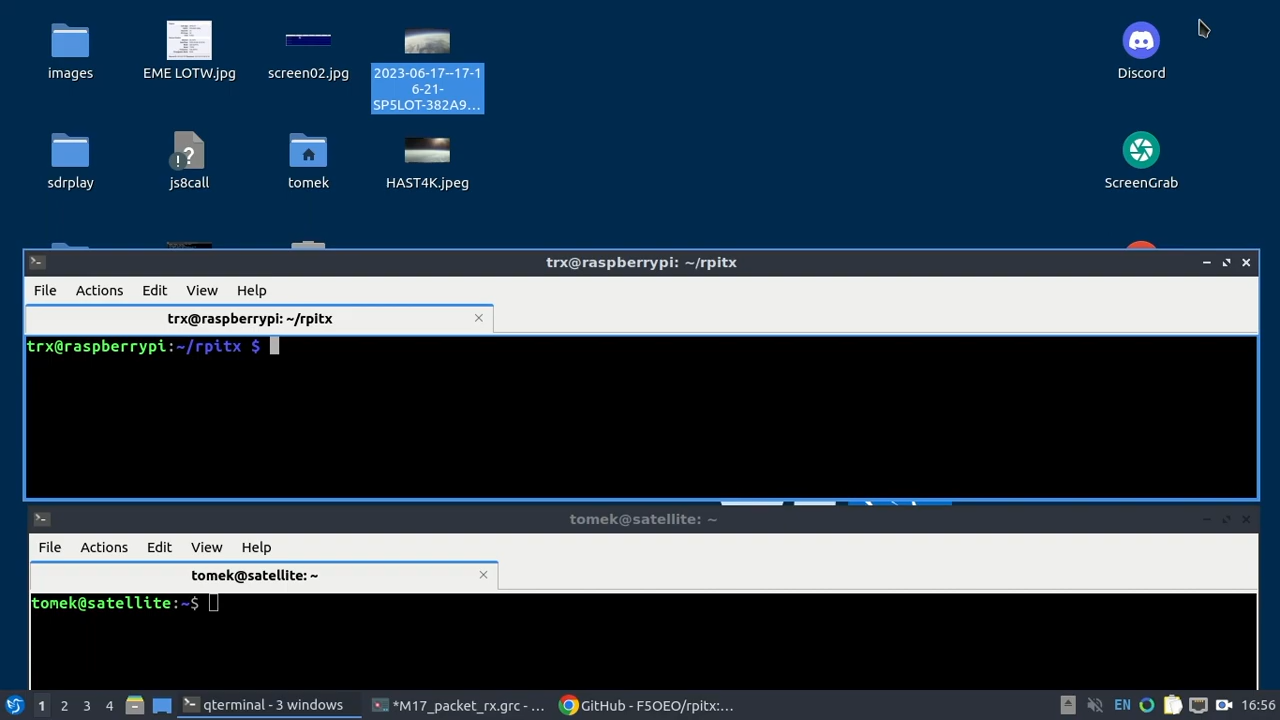 images
EME LOTW.jpg
screen02.jpg
2023-06-17--17-1
6-21-
SP5LOT-382A9...
Discord
sdrplay
js8call
tomek
HAST4K.jpeg
ScreenGrab
trx@raspberrypi: ~/rpitx
File Actions Edit View Help
trx@raspberrypi: ~/rpitx
trx@raspberrypi:~/rpitx $
tomek@satellite: ~
File Actions Edit View Help
tomek@satellite: ~
tomek@satellite:~$
1 2 3 4 qterminal - 3 windows *M17_packet_rx.grc - ... GitHub - F5OEO/rpitx:... EN 16:56